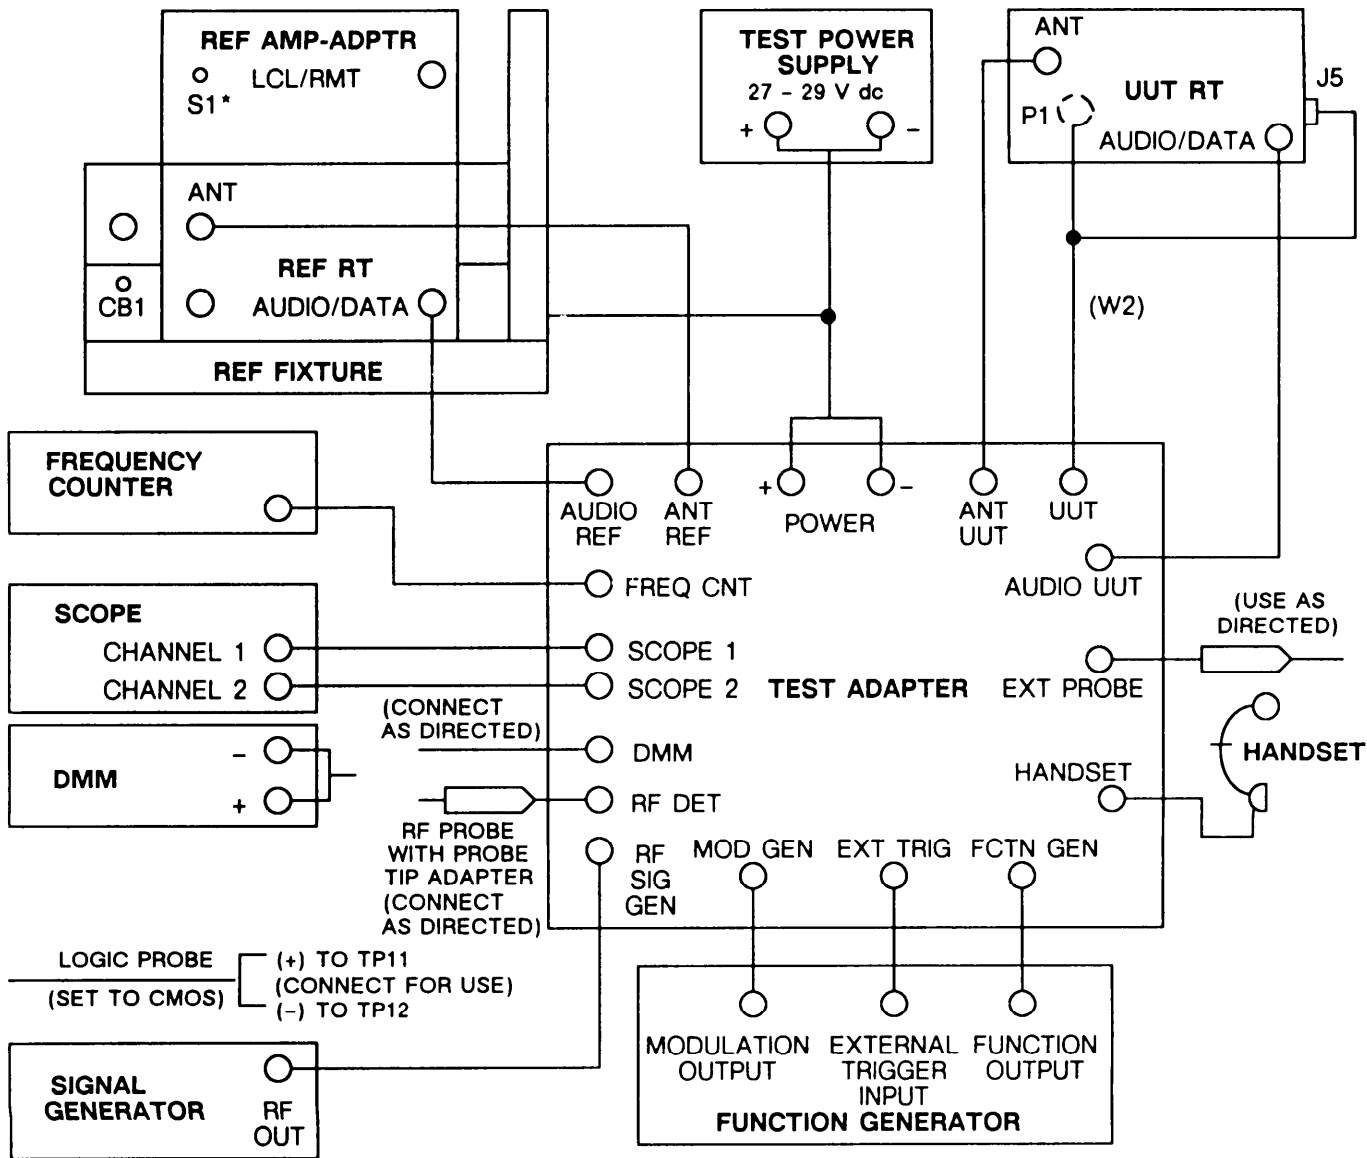 REF AMP-ADPTR
LCL/RMT
S1*
ANT
REF RT
CB1
AUDIO/DATA
REF FIXTURE
TEST POWER
SUPPLY
27 - 29 V dc
+
-
ANT
UUT RT
J5
P1
AUDIO/DATA
(W2)
FREQUENCY
COUNTER
SCOPE
CHANNEL 1
CHANNEL 2
DMM
-
+
(CONNECT
AS DIRECTED)
RF PROBE
WITH PROBE
TIP ADAPTER
(CONNECT
AS DIRECTED)
AUDIO
REF
ANT
REF
+
-
POWER
ANT
UUT
UUT
AUDIO UUT
FREQ CNT
SCOPE 1
SCOPE 2
TEST ADAPTER
EXT PROBE
DMM
RF DET
HANDSET
RF
SIG
GEN
MOD GEN
EXT TRIG
FCTN GEN
(USE AS
DIRECTED)
HANDSET
LOGIC PROBE
(SET TO CMOS)
(+) TO TP11
(CONNECT FOR USE)
(-) TO TP12
SIGNAL
GENERATOR
RF
OUT
MODULATION
OUTPUT
EXTERNAL
TRIGGER
INPUT
FUNCTION
OUTPUT
FUNCTION GENERATOR